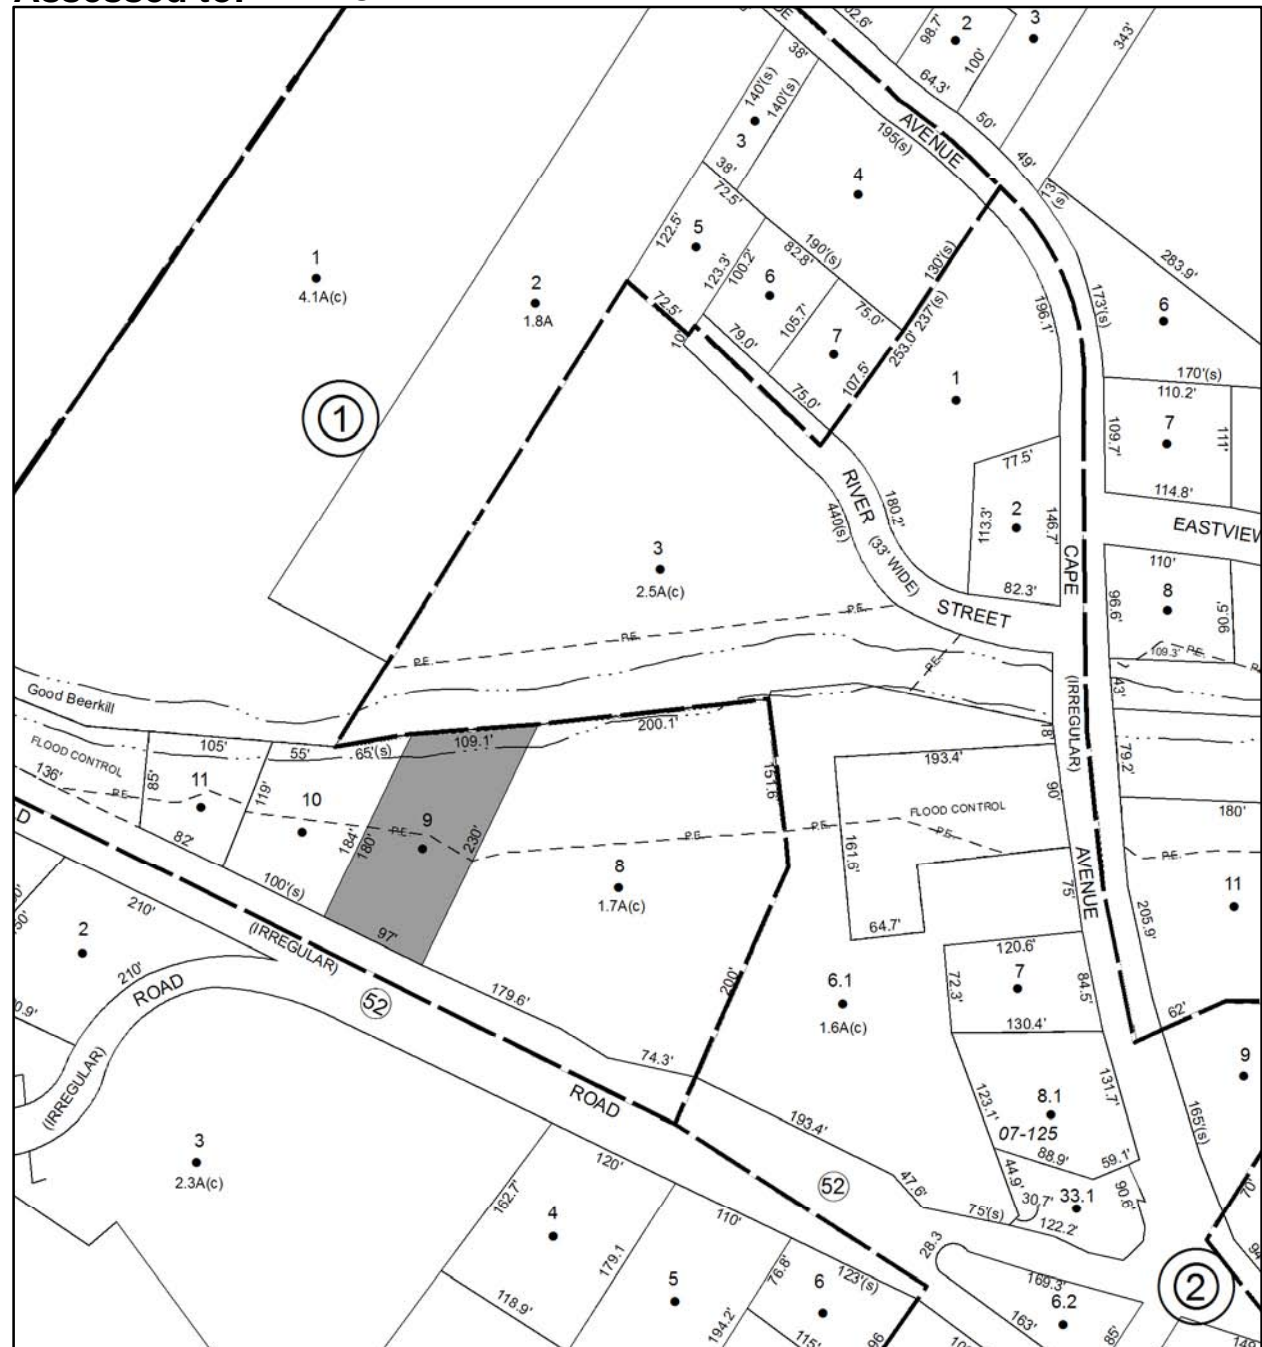 Assessed to:
38'
140'(s)
140'(s)
3
38'
72.5'
122.5'
5
123.3'
100.2'
6
82.8'
190'(s)
4
195(s)
AVENUE
98.7'
2
3
100'
64.3'
50'
49'
343'
13'(s)
283.9'
6
173'(s)
196.1'
130'(s)
237'(s)
253.0'
107.5'
75.0'
105.7'
7
79.0'
75.0'
72.5'
10'
1
4.1A(c)
2
1.8A
1
1
170'(s)
110.2'
7
109.7'
111'
114.8'
EASTVIEW
77.5'
113.3'
2
146.7'
82.3'
CAPE
RIVER
(33' WIDE)
STREET
180.2'
440(s)
3
2.5A(c)
110'
8
96.6'
90.5'
109.3'
P.E.
P.E.
P.E.
P.E.
P.E.
43'
(IRREGULAR)
18'
79.2'
Good Beerkill
FLOOD CONTROL
136'
P.E.
105'
85'
11
82'
55'
119'
10
65'(s)
109.1'
200.1'
151.6'
184'
180'
9
230'
P.E.
100'(s)
97'
P.E.
P.E.
8
1.7A(c)
193.4'
90'
FLOOD CONTROL
P.E.
161.6'
64.7'
75'
AVENUE
180'
P.E.
11
205.9'
D
210'
2
210'
ROAD
(IRREGULAR)
52
(IRREGULAR)
179.6'
74.3'
ROAD
200'
6.1
1.6A(c)
120.6'
72.3'
7
84.5'
130.4'
62'
9
123.1'
8.1
07-125
131.7'
88.9'
59.1'
165'(s)
193.4'
52
47.6'
44.9'
30.7'
33.1
90.6'
75'(s)
122.2'
70'
3
2.3A(c)
120'
162.7'
4
118.9'
179.1
110'
5
194.2'
76.8'
6
123'(s)
115'
96
28.3
169.3'
163'
6.2
85'
2